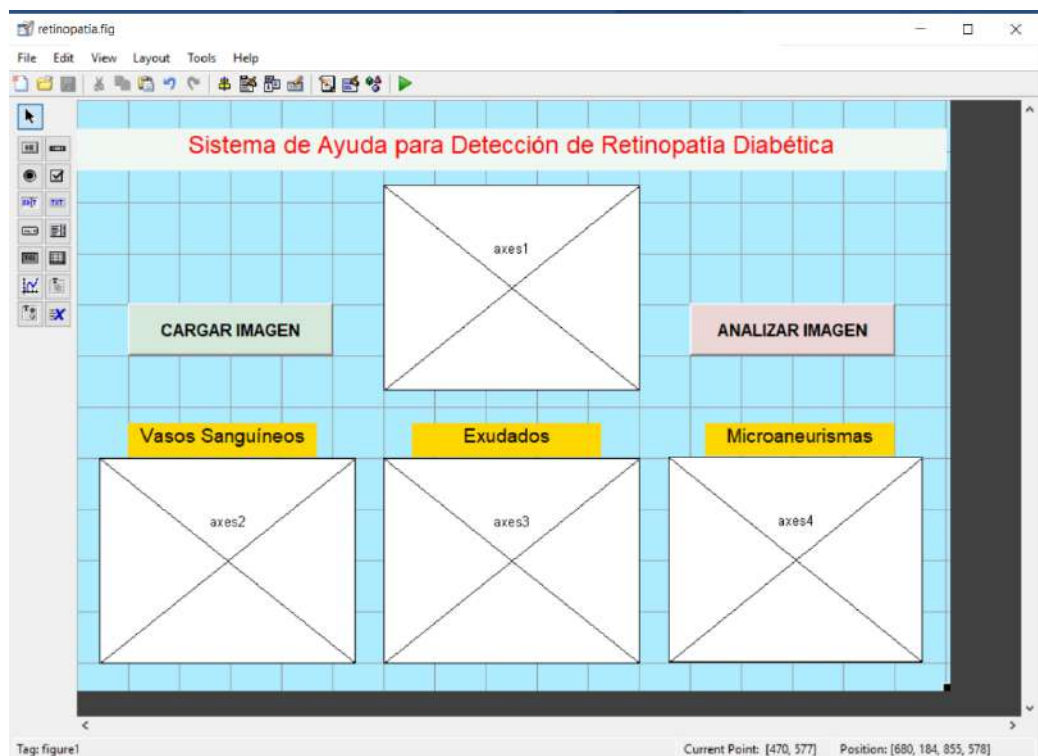 retinopatia.fig
File Edit View Layout Tools Help
Sistema de Ayuda para Detección de Retinopatía Diabética
axes1
CARGAR IMAGEN
ANALIZAR IMAGEN
Vasos Sanguíneos
Exudados
Microaneurismas
axes2
axes3
axes4
Tag: figure1
Current Point: [470, 577] Position: [680, 184, 855, 578]